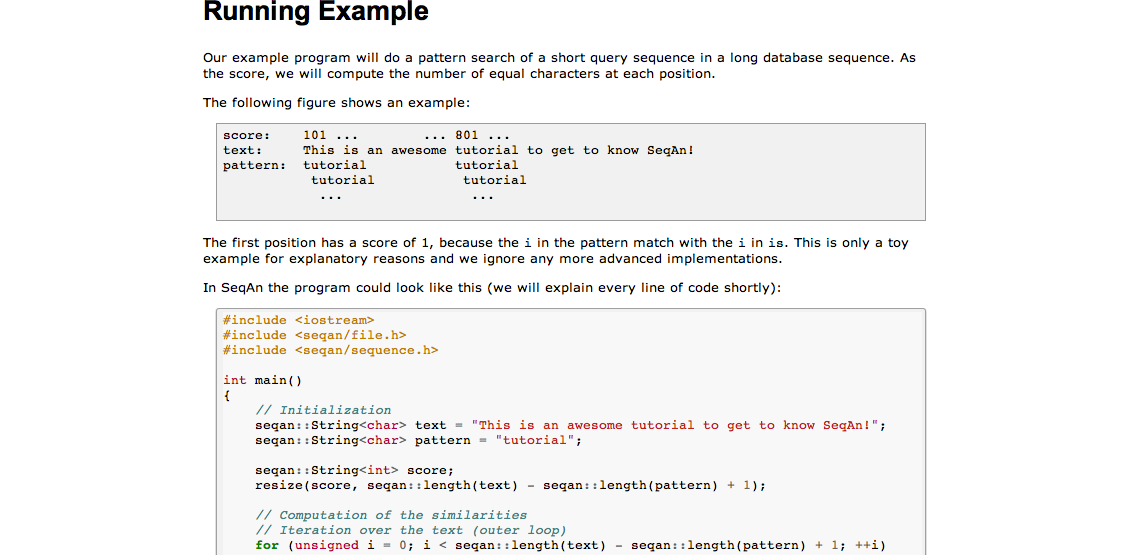 Running Example
Our example program will do a pattern search of a short query sequence in a long database sequence. As
the score, we will compute the number of equal characters at each position.
The following figure shows an example:
score:    101 ...        ... 801 ...
text:     This is an awesome tutorial to get to know SeqAn!
pattern:  tutorial           tutorial
           tutorial           tutorial
            ...                ...
The first position has a score of 1, because the i in the pattern match with the i in is. This is only a toy
example for explanatory reasons and we ignore any more advanced implementations.
In SeqAn the program could look like this (we will explain every line of code shortly):
#include <iostream>
#include <seqan/file.h>
#include <seqan/sequence.h>
int main()
{
    // Initialization
    seqan::String<char> text = "This is an awesome tutorial to get to know SeqAn!";
    seqan::String<char> pattern = "tutorial";
    seqan::String<int> score;
    resize(score, seqan::length(text) - seqan::length(pattern) + 1);
    // Computation of the similarities
    // Iteration over the text (outer loop)
    for (unsigned i = 0; i < seqan::length(text) - seqan::length(pattern) + 1; ++i)